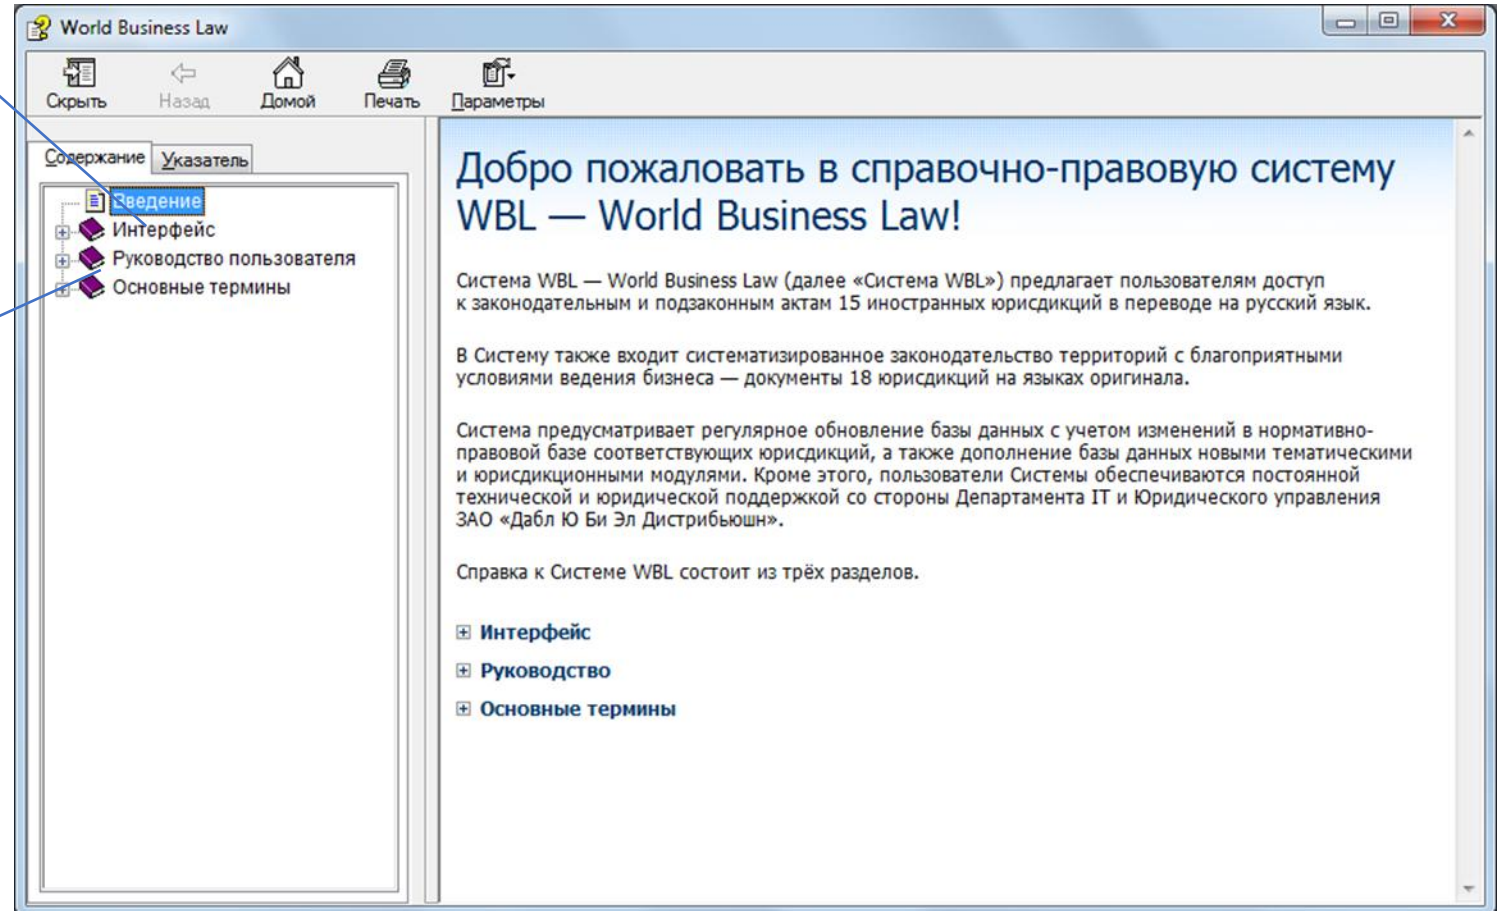 World Business Law
Скрыть Назад Домой Печать Параметры
Содержание Указатель
Введение
Интерфейс
Руководство пользователя
Основные термины
Добро пожаловать в справочно-правовую систему
WBL — World Business Law!
Система WBL — World Business Law (далее «Система WBL») предлагает пользователям доступ
к законодательным и подзаконным актам 15 иностранных юрисдикций в переводе на русский язык.
В Систему также входит систематизированное законодательство территорий с благоприятными
условиями ведения бизнеса — документы 18 юрисдикций на языках оригинала.
Система предусматривает регулярное обновление базы данных с учетом изменений в нормативно-
правовой базе соответствующих юрисдикций, а также дополнение базы данных новыми тематическими
и юрисдикционными модулями. Кроме этого, пользователи Системы обеспечиваются постоянной
технической и юридической поддержкой со стороны Департамента IT и Юридического управления
ЗАО «Дабл Ю Би Эл Дистрибьюшн».
Справка к Системе WBL состоит из трёх разделов.
Интерфейс
Руководство
Основные термины